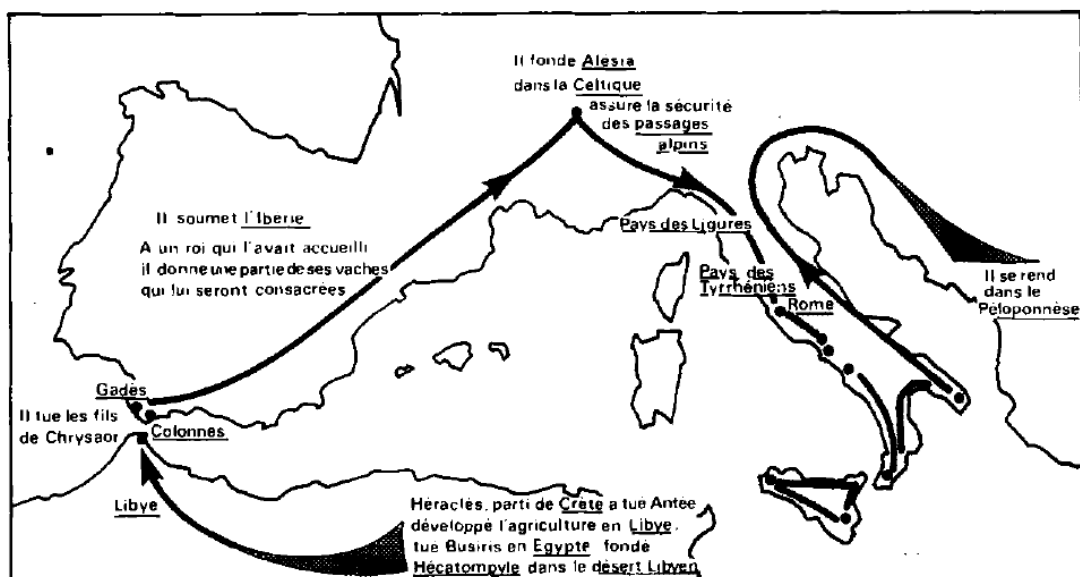 Il fonde Alésia
dans la Celtique
assure la sécurité
des passages
alpins
Il soumet l'Iberie
A un roi qui l'avait accueilli
il donne une partie de ses vaches
qui lui seront consacrées
Pays des Ligures
Pays des
Tyrrhéniens
Rome
Il se rend
dans le
Péloponnèse
Gadès
Il tue les fils
de Chrysaor
Colonnes
Libye
Héraclès, parti de Crète a tué Antée
développé l'agriculture en Libye,
tué Busiris en Egypte fondé
Hécatompyle dans le désert Libyen